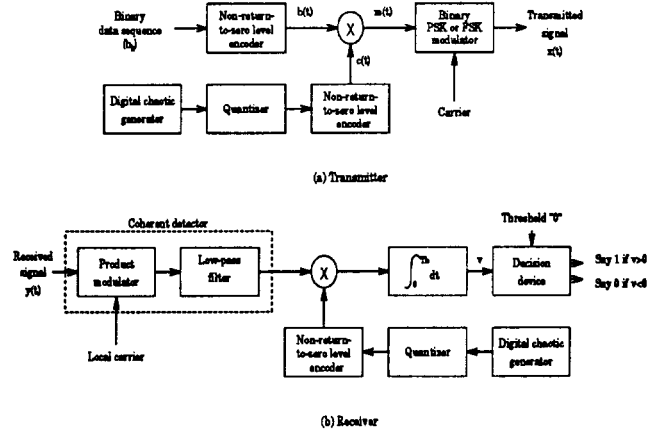 Binary
data sequence
(bk)
Non-return-
to-zero level
encoder
b(t)
X
m(t)
Binary
PSK or FSK
modulator
Transmitted
signal
x(t)
c(t)
Digital chaotic
generator
Quantizer
Non-return-
to-zero level
encoder
Carrier
(a) Transmitter
Coherent detector
Received
signal
y(t)
Product
modulator
Low-pass
filter
X
∫0Tb dt
v
Threshold "0"
Decision
device
Say 1 if v>0
Say 0 if v<0
Local carrier
Non-return-
to-zero level
encoder
Quantizer
Digital chaotic
generator
(b) Receiver